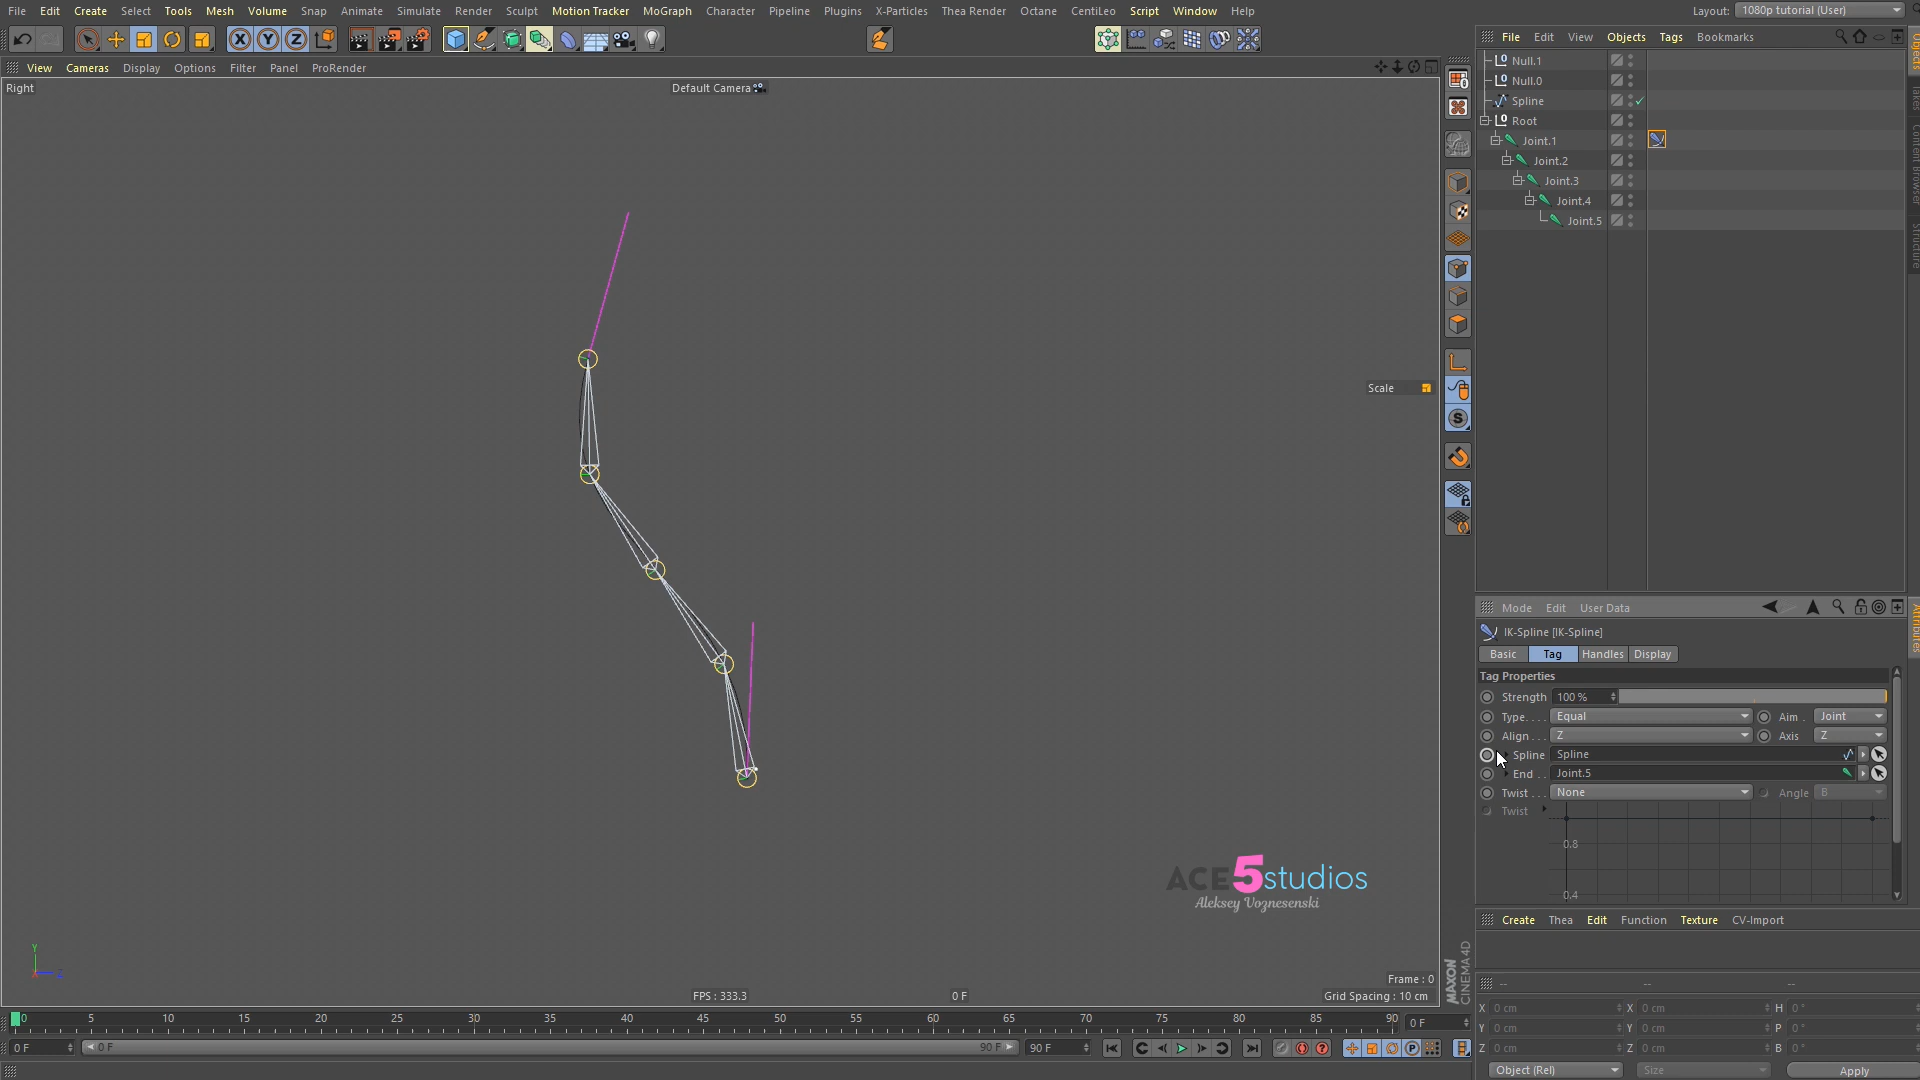 File Edit Create Select Tools Mesh Volume Snap Animate Simulate Render Sculpt Motion Tracker MoGraph Character Pipeline Plugins X-Particles Thea Render Octane CentiLeo Script Window Help
Layout: 1080p tutorial (User)
File Edit View Objects Tags Bookmarks
View Cameras Display Options Filter Panel ProRender
Right
Default Camera
Null.1
Null.0
Spline
Root
Joint.1
Joint.2
Joint.3
Joint.4
Joint.5
Objects
Takes
Content Browser
Structure
Scale
Mode Edit User Data
Attributes
IK-Spline [IK-Spline]
Basic Tag Handles Display
Tag Properties
Strength 100 %
Type. . . . Equal Aim . Joint
Align. . . Z Axis Z
Spline Spline
End . . Joint.5
Twist . . . None Angle B
Twist
0.8
0.4
ACE5studios
Aleksey Voznesenski
Create Thea Edit Function Texture CV-Import
MAXON
CINEMA 4D
Frame : 0
FPS : 333.3
0 F
Grid Spacing : 10 cm
-- -- --
X 0 cm X 0 cm H 0 °
Y 0 cm Y 0 cm P 0 °
Z 0 cm Z 0 cm B 0 °
Object (Rel) Size Apply
0 5 10 15 20 25 30 35 40 45 50 55 60 65 70 75 80 85 90
0 F
0 F
0 F
90 F
90 F